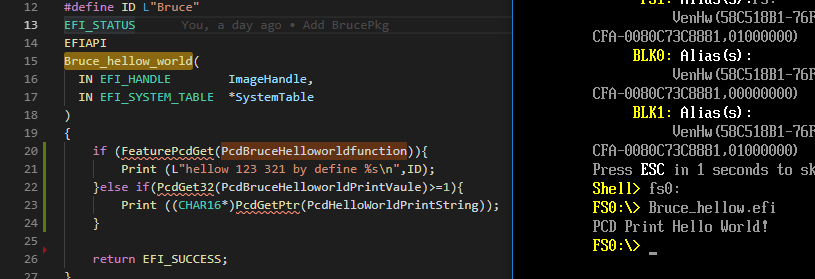 12 #define ID L"Bruce"
13 EFI_STATUS You, a day ago • Add BrucePkg
14 EFIAPI
15 Bruce_hellow_world(
16 IN EFI_HANDLE ImageHandle,
17 IN EFI_SYSTEM_TABLE *SystemTable
18 )
19 {
20 if (FeaturePcdGet(PcdBruceHelloworldfunction)){
21 Print (L"hellow 123 321 by define %s\n",ID);
22 }else if(PcdGet32(PcdBruceHelloworldPrintVaule)>=1){
23 Print ((CHAR16*)PcdGetPtr(PcdHelloWorldPrintString));
24 }
25
26 return EFI_SUCCESS;
27 }
VenHw(58C518B1-76F
CFA-0080C73C8881,01000000)
BLK0: Alias(s):
VenHw(58C518B1-76F
CFA-0080C73C8881,00000000)
BLK1: Alias(s):
VenHw(58C518B1-76F
CFA-0080C73C8881,01000000)
Press ESC in 1 seconds to sk
Shell> fs0:
FS0:\> Bruce_hellow.efi
PCD Print Hello World!
FS0:\> _